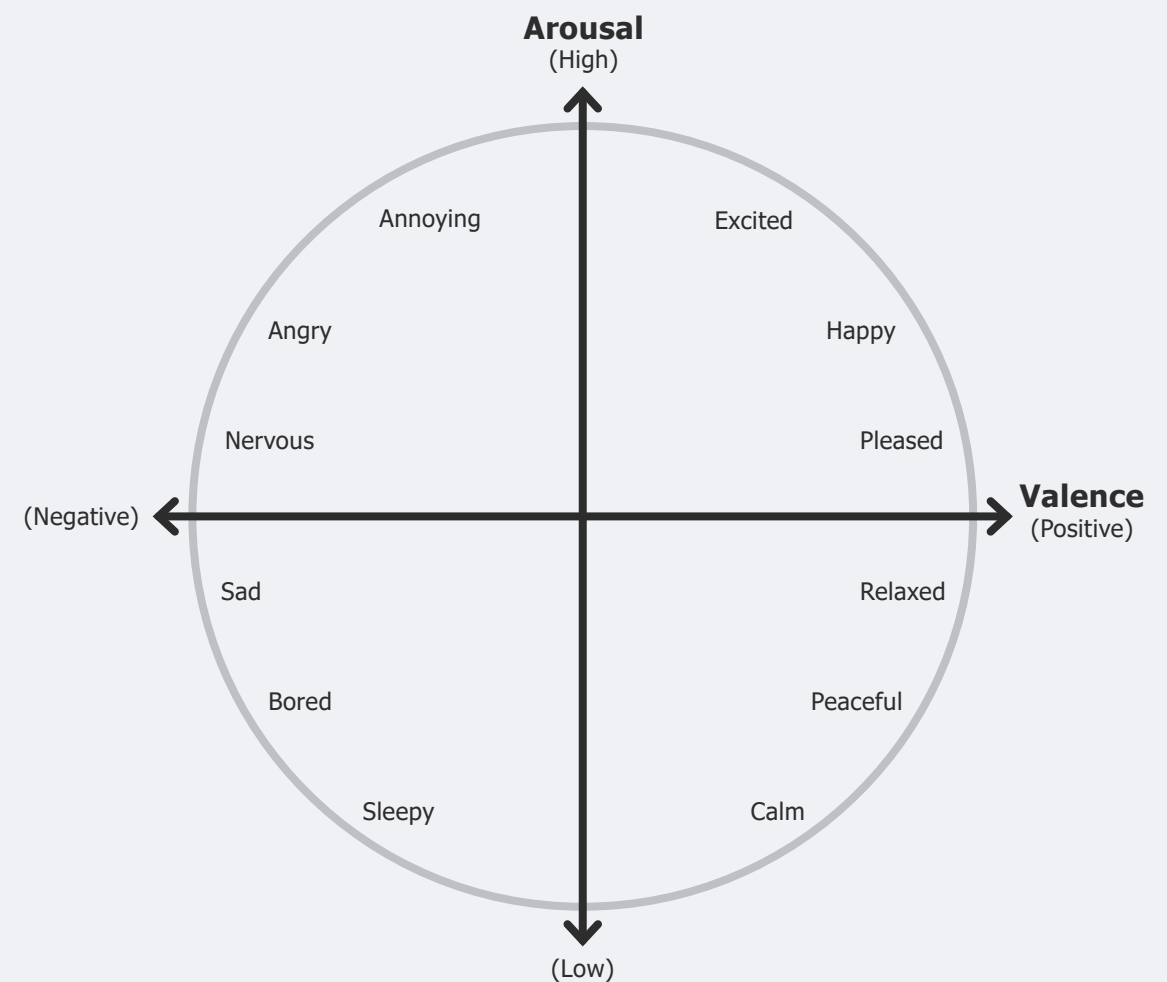 Arousal
(High)
Annoying
Excited
Angry
Happy
Nervous
Pleased
(Negative)
Valence
(Positive)
Sad
Relaxed
Bored
Peaceful
Sleepy
Calm
(Low)